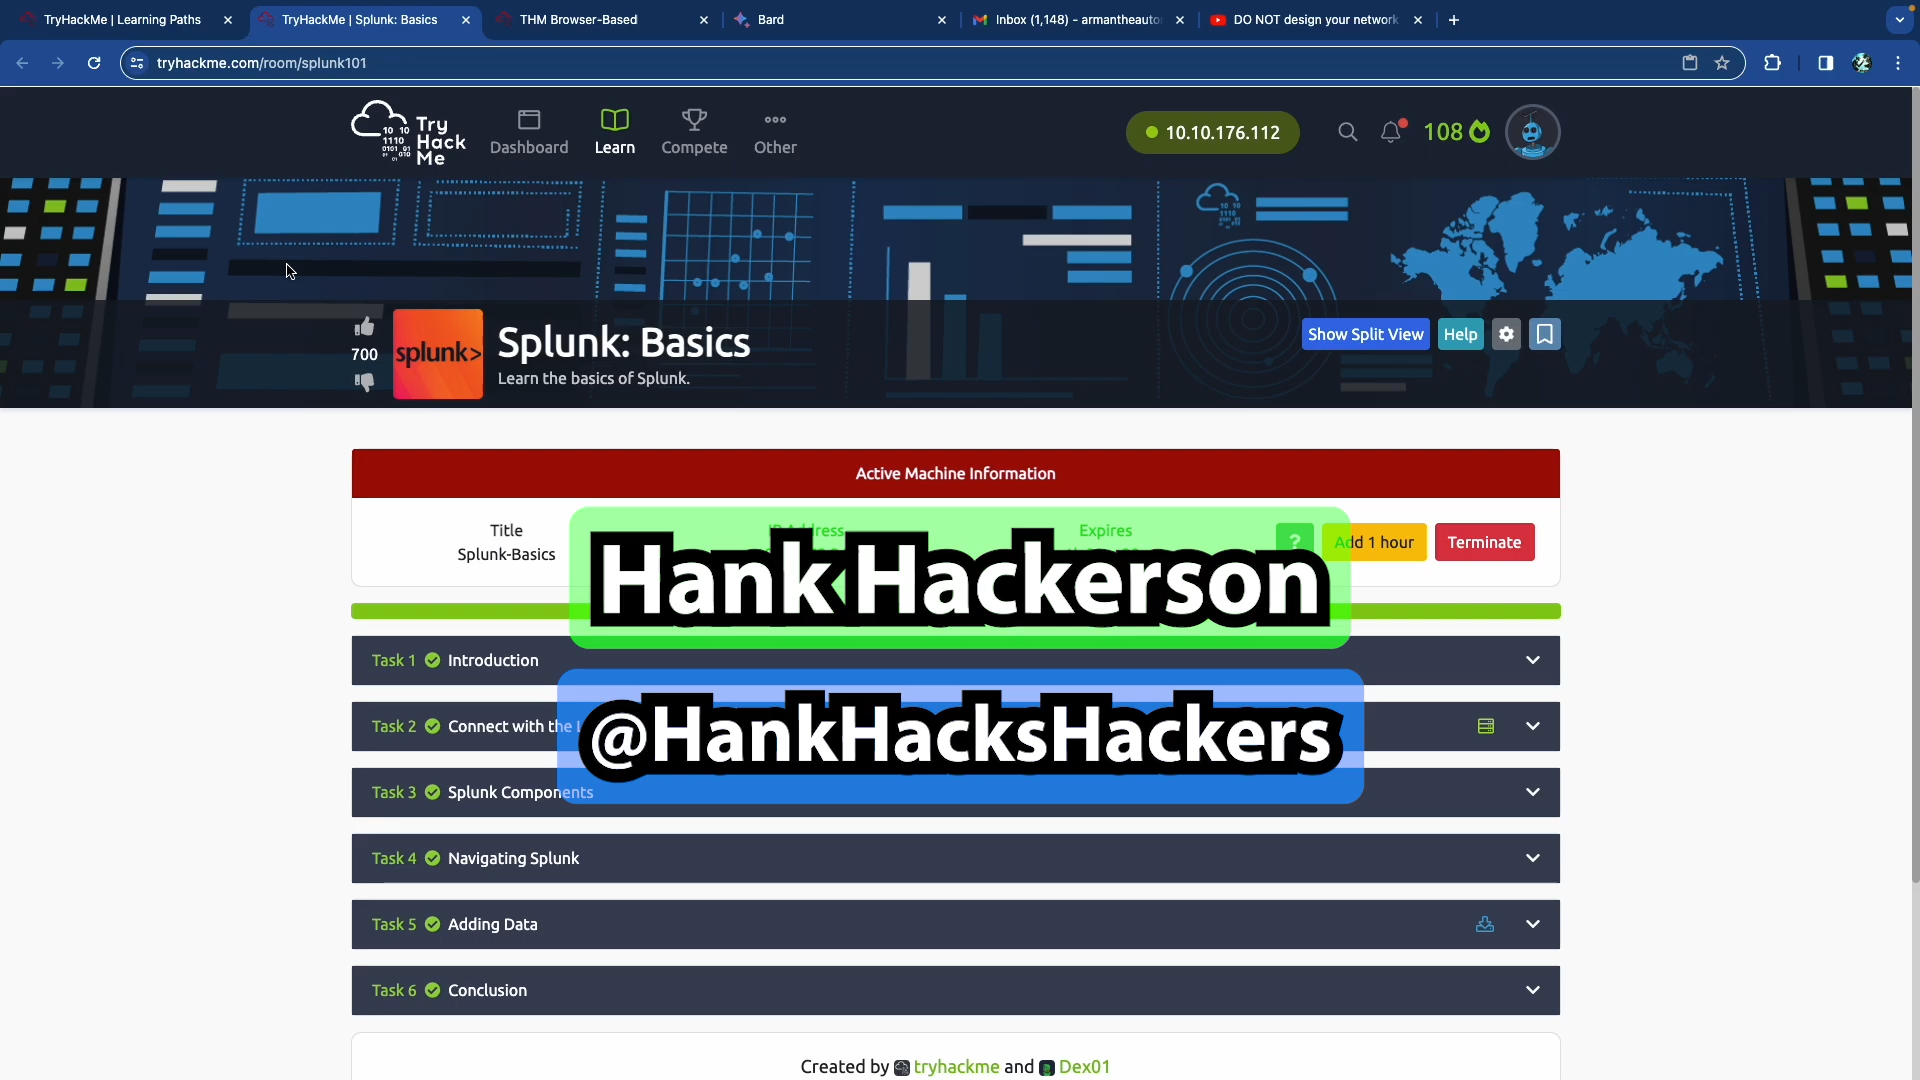 TryHackMe | Learning Paths
TryHackMe | Splunk: Basics
THM Browser-Based
Bard
Inbox (1,148) - armantheauto
DO NOT design your network
tryhackme.com/room/splunk101
Try
Hack
Me
Dashboard
Learn
Compete
Other
10.10.176.112
108
700
splunk>
Splunk: Basics
Learn the basics of Splunk.
Show Split View
Help
Active Machine Information
Title
Splunk-Basics
IP Address
Expires
?
Add 1 hour
Terminate
Hank Hackerson
@HankHacksHackers
Task 1 Introduction
Task 2 Connect with the
Task 3 Splunk Components
Task 4 Navigating Splunk
Task 5 Adding Data
Task 6 Conclusion
Created by tryhackme and Dex01